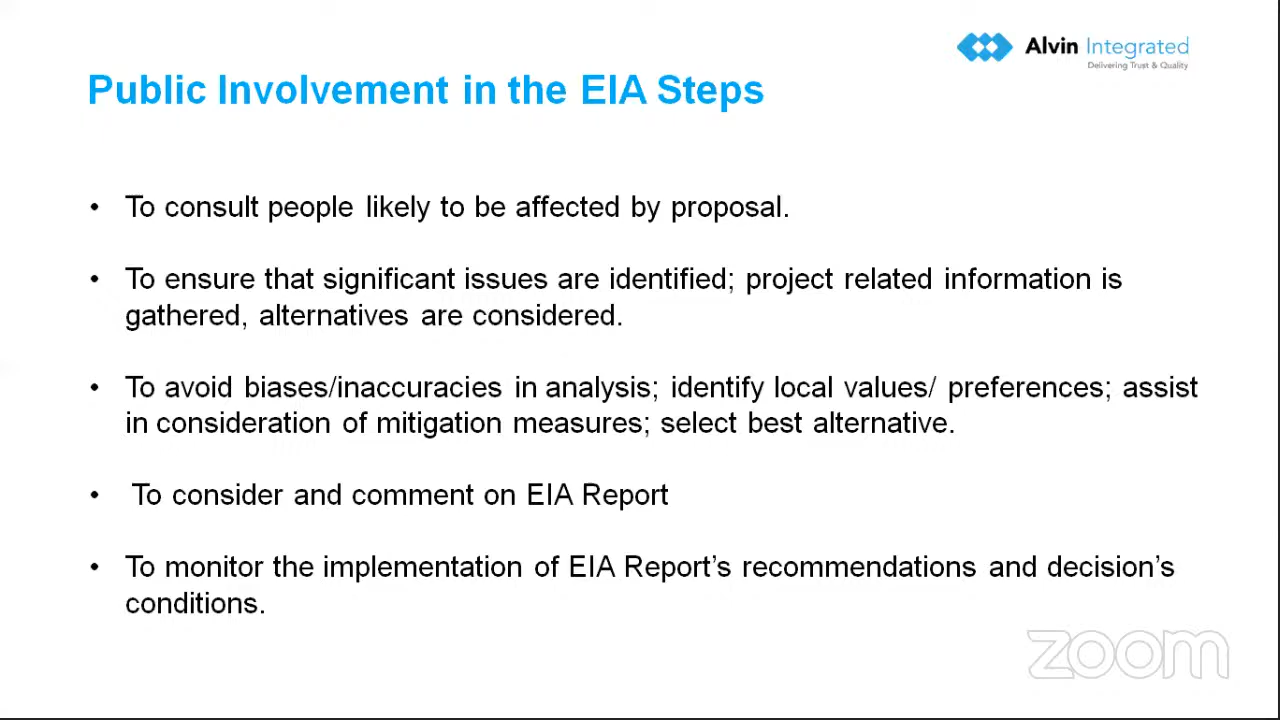 Alvin Integrated
Delivering Trust & Quality
Public Involvement in the EIA Steps
• To consult people likely to be affected by proposal.
• To ensure that significant issues are identified; project related information is
gathered, alternatives are considered.
• To avoid biases/inaccuracies in analysis; identify local values/ preferences; assist
in consideration of mitigation measures; select best alternative.
• To consider and comment on EIA Report
• To monitor the implementation of EIA Report’s recommendations and decision’s
conditions.
zoom